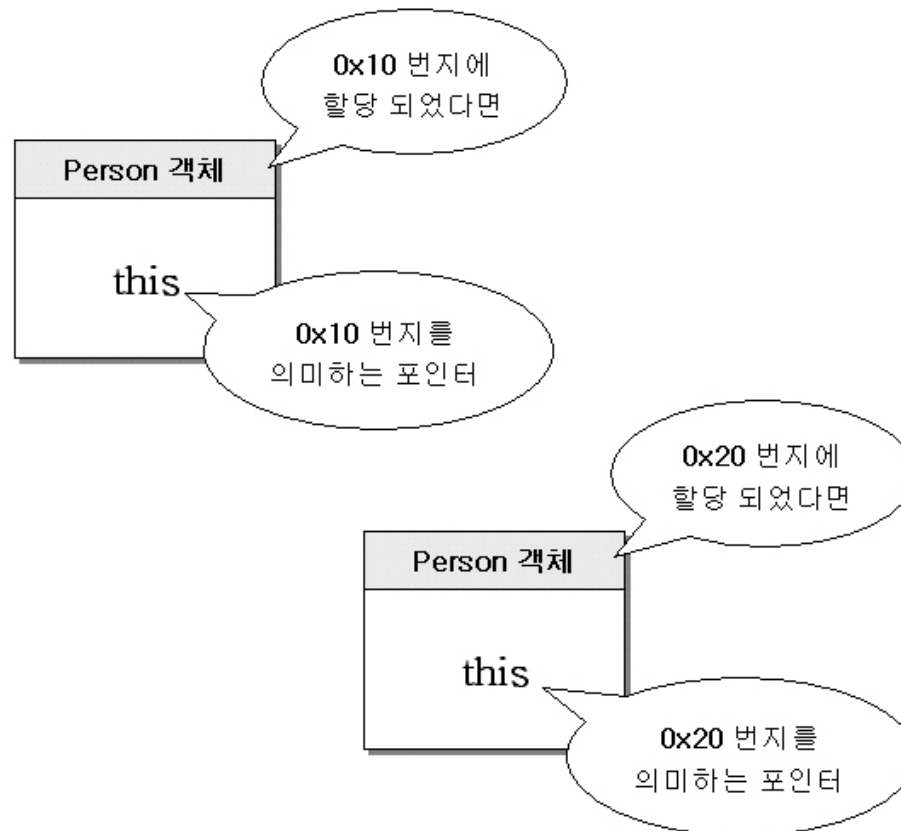 0x10 번지에
할당 되었다면
Person 객체
this
0x10 번지를
의미하는 포인터
0x20 번지에
할당 되었다면
Person 객체
this
0x20 번지를
의미하는 포인터